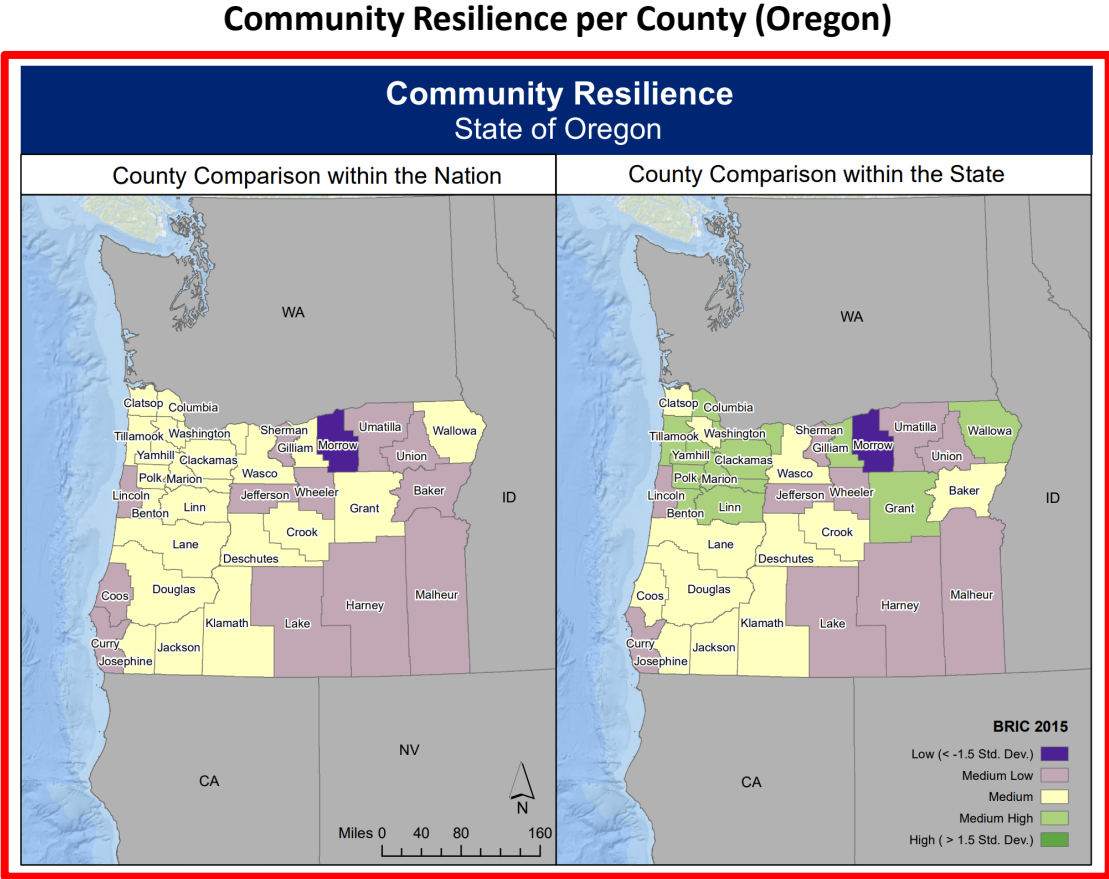 Community Resilience per County (Oregon)
Community Resilience
State of Oregon
County Comparison within the Nation
WA
Clatsop
Columbia
Tillamook
Washington
Sherman
Umatilla
Wallowa
Gilliam
Morrow
Yamhill
Clackamas
Union
Wasco
Polk
Marion
Jefferson
Wheeler
Baker
ID
Lincoln
Benton
Linn
Grant
Crook
Lane
Deschutes
Coos
Douglas
Malheur
Harney
Klamath
Lake
Curry
Jackson
Josephine
NV
CA
N
Miles 0 40 80 160
County Comparison within the State
WA
Clatsop
Columbia
Tillamook
Washington
Sherman
Umatilla
Wallowa
Gilliam
Morrow
Yamhill
Clackamas
Union
Wasco
Polk
Marion
Jefferson
Wheeler
Baker
ID
Lincoln
Benton
Linn
Grant
Crook
Lane
Deschutes
Coos
Douglas
Malheur
Harney
Klamath
Lake
Curry
Jackson
Josephine
CA
BRIC 2015
Low (< -1.5 Std. Dev.)
Medium Low
Medium
Medium High
High ( > 1.5 Std. Dev.)